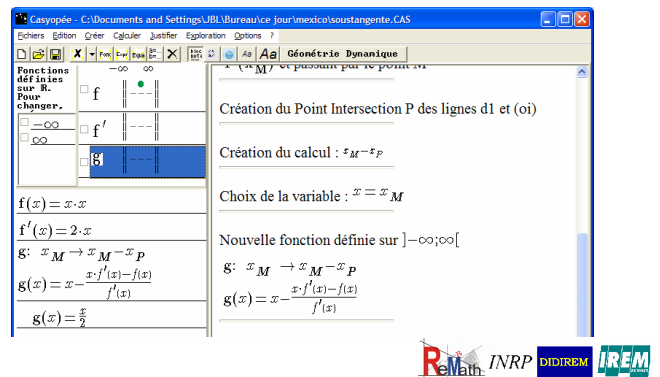 Casyopée - C:\Documents and Settings\JBL\Bureau\ce jour\mexico\soustangente.CAS
Fichiers Edition Créer Calculer Justifier Exploration Options ?
Aa Aa Géométrie Dynamique
Fonctions
définies
sur ℝ.
Pour
changer,
−∞
∞
−∞ ∞
f
f'
g
f(x)=x·x
f'(x)=2·x
g: x_M→x_M−x_P
g(x)=x−(x·f'(x)−f(x))/f'(x)
g(x)=x/2
(x_M) et passant par le point M
Création du Point Intersection P des lignes d1 et (oi)
Création du calcul : x_M−x_P
Choix de la variable : x=x_M
Nouvelle fonction définie sur ]−∞;∞[
g: x_M →x_M−x_P
g(x)=x−(x·f'(x)−f(x))/f'(x)
ReMath INRP DIDIREM IREM